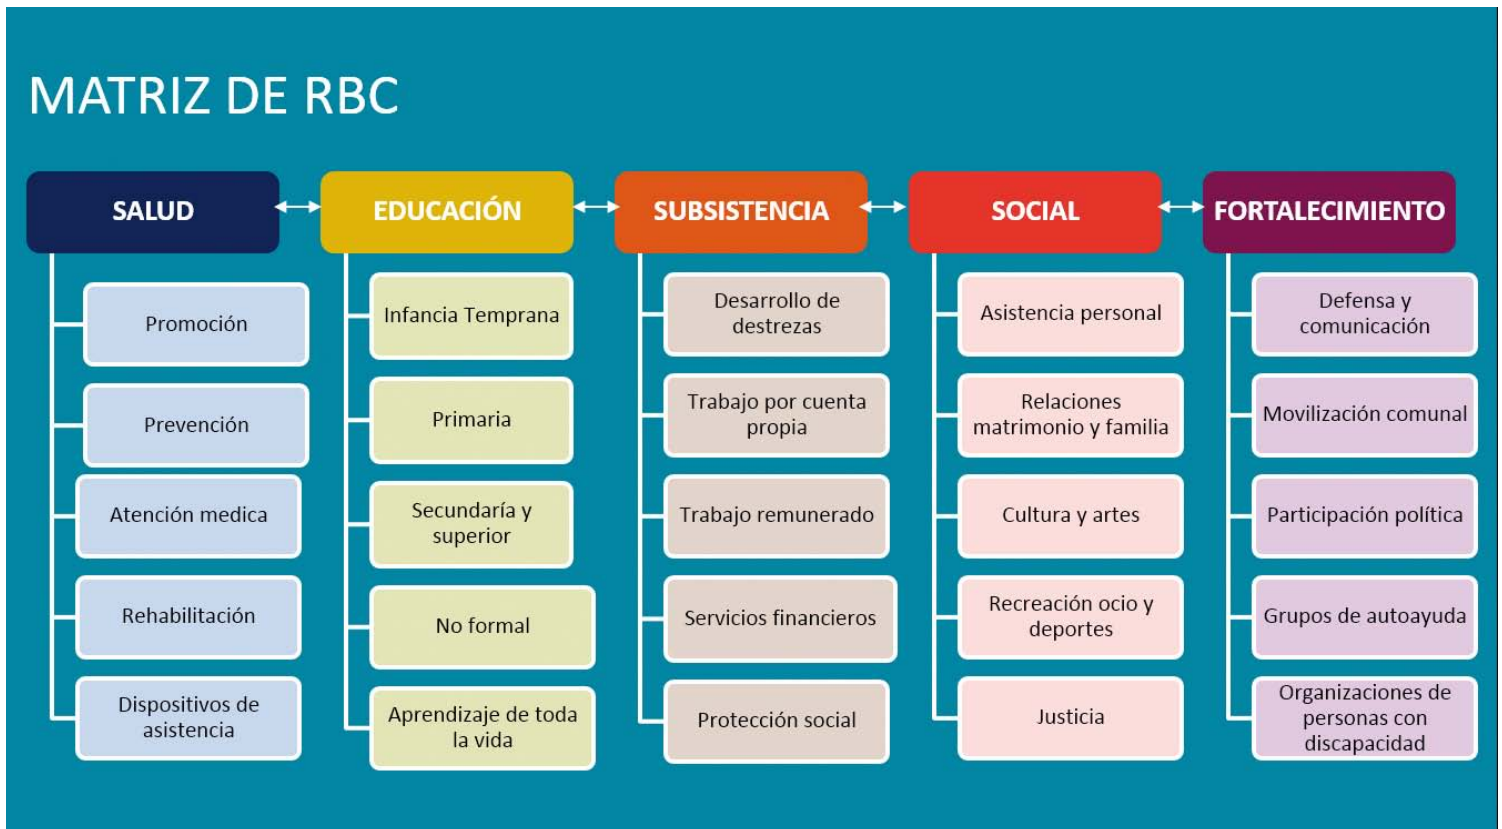 MATRIZ DE RBC
SALUD
Promoción
Prevención
Atención medica
Rehabilitación
Dispositivos de
asistencia
EDUCACIÓN
Infancia Temprana
Primaria
Secundaría y
superior
No formal
Aprendizaje de toda
la vida
SUBSISTENCIA
Desarrollo de
destrezas
Trabajo por cuenta
propia
Trabajo remunerado
Servicios financieros
Protección social
SOCIAL
Asistencia personal
Relaciones
matrimonio y familia
Cultura y artes
Recreación ocio y
deportes
Justicia
FORTALECIMIENTO
Defensa y
comunicación
Movilización comunal
Participación política
Grupos de autoayuda
Organizaciones de
personas con
discapacidad